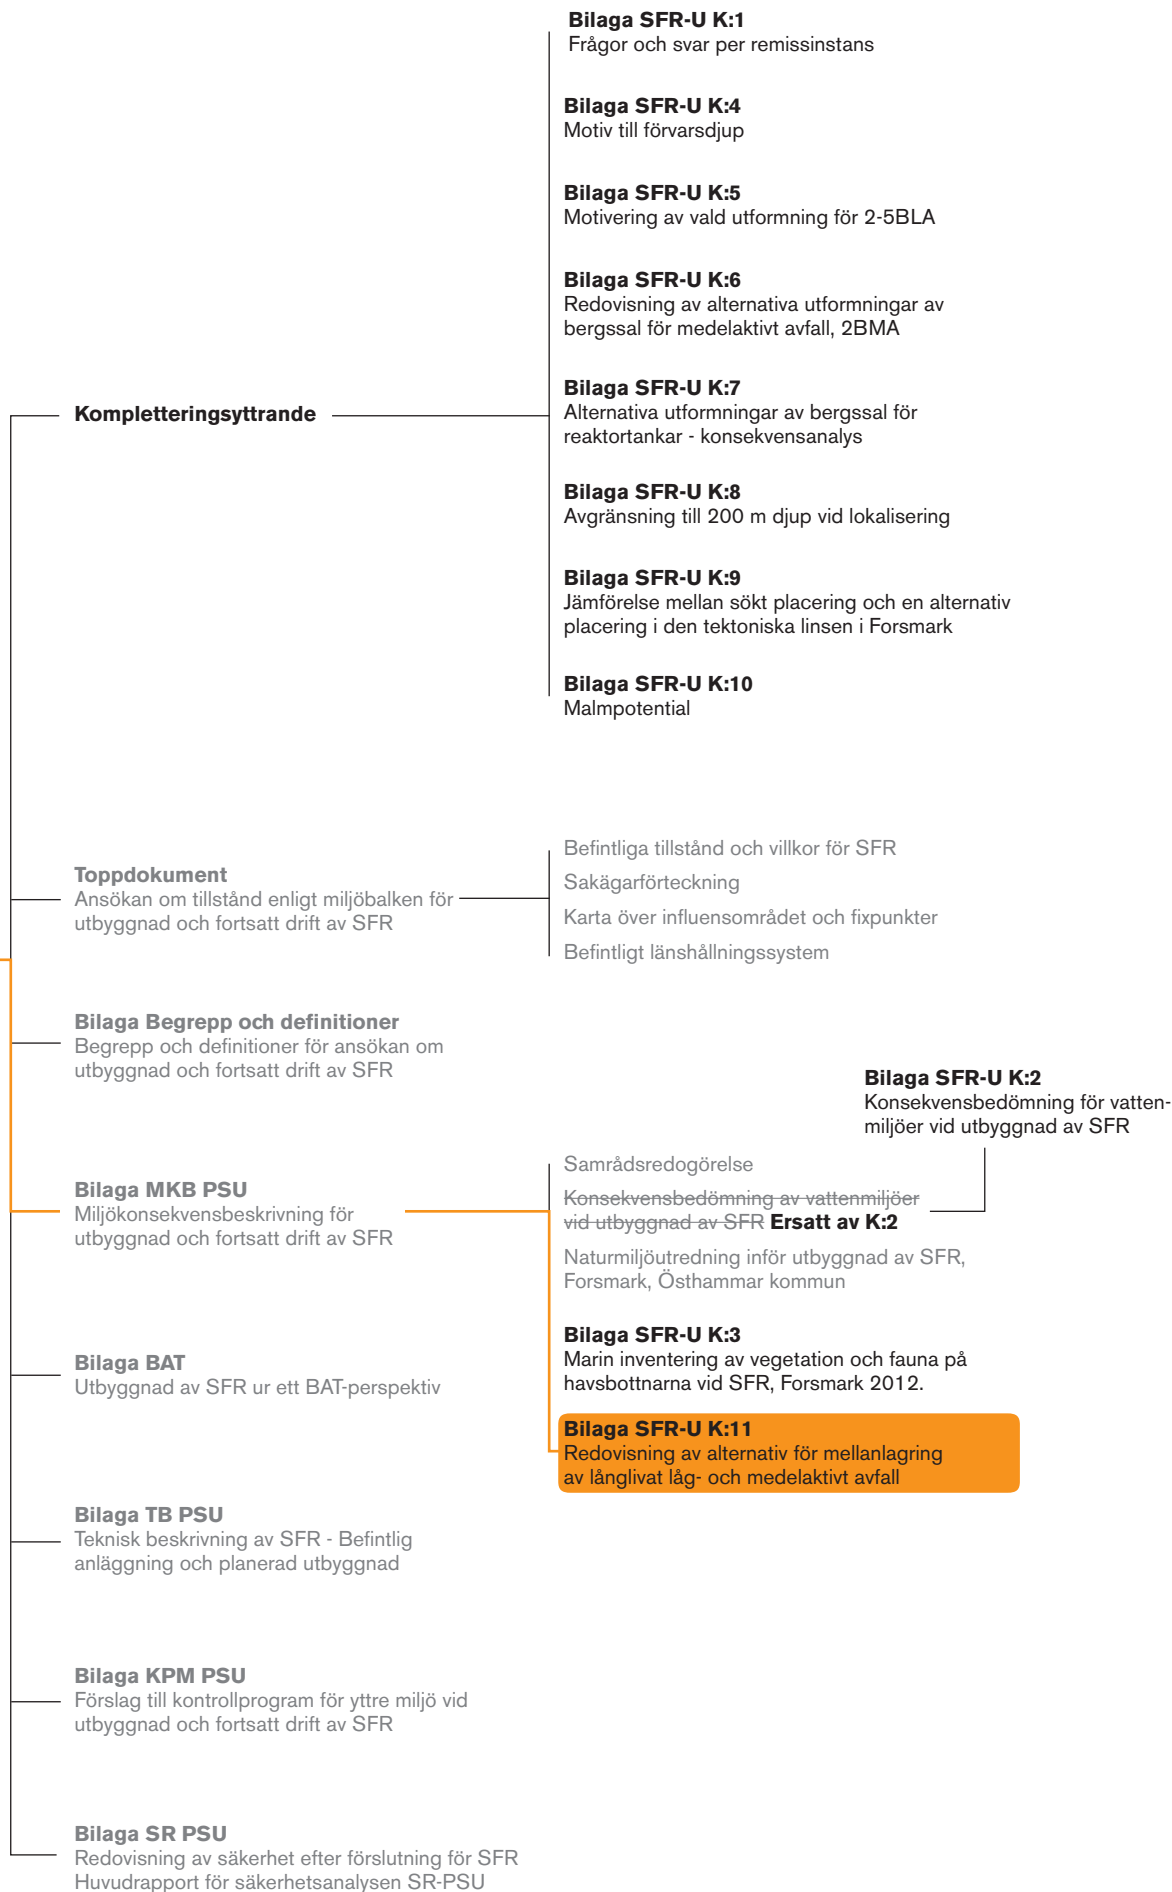 Bilaga SFR-U K:1
Frågor och svar per remissinstans
Bilaga SFR-U K:4
Motiv till förvarsdjup
Bilaga SFR-U K:5
Motivering av vald utformning för 2-5BLA
Bilaga SFR-U K:6
Redovisning av alternativa utformningar av
bergssal för medelaktivt avfall, 2BMA
Kompletteringsyttrande
Bilaga SFR-U K:7
Alternativa utformningar av bergssal för
reaktortankar - konsekvensanalys
Bilaga SFR-U K:8
Avgränsning till 200 m djup vid lokalisering
Bilaga SFR-U K:9
Jämförelse mellan sökt placering och en alternativ
placering i den tektoniska linsen i Forsmark
Bilaga SFR-U K:10
Malmpotential
Toppdokument
Ansökan om tillstånd enligt miljöbalken för
utbyggnad och fortsatt drift av SFR
Befintliga tillstånd och villkor för SFR
Sakägarförteckning
Karta över influensområdet och fixpunkter
Befintligt länshållningssystem
Bilaga Begrepp och definitioner
Begrepp och definitioner för ansökan om
utbyggnad och fortsatt drift av SFR
Bilaga SFR-U K:2
Konsekvensbedömning för vatten-
miljöer vid utbyggnad av SFR
Bilaga MKB PSU
Miljökonsekvensbeskrivning för
utbyggnad och fortsatt drift av SFR
Samrådsredogörelse
Konsekvensbedömning av vattenmiljöer
vid utbyggnad av SFR Ersatt av K:2
Naturmiljöutredning inför utbyggnad av SFR,
Forsmark, Östhammar kommun
Bilaga SFR-U K:3
Marin inventering av vegetation och fauna på
havsbottnarna vid SFR, Forsmark 2012.
Bilaga BAT
Utbyggnad av SFR ur ett BAT-perspektiv
Bilaga SFR-U K:11
Redovisning av alternativ för mellanlagring
av långlivat låg- och medelaktivt avfall
Bilaga TB PSU
Teknisk beskrivning av SFR - Befintlig
anläggning och planerad utbyggnad
Bilaga KPM PSU
Förslag till kontrollprogram för yttre miljö vid
utbyggnad och fortsatt drift av SFR
Bilaga SR PSU
Redovisning av säkerhet efter förslutning för SFR
Huvudrapport för säkerhetsanalysen SR-PSU